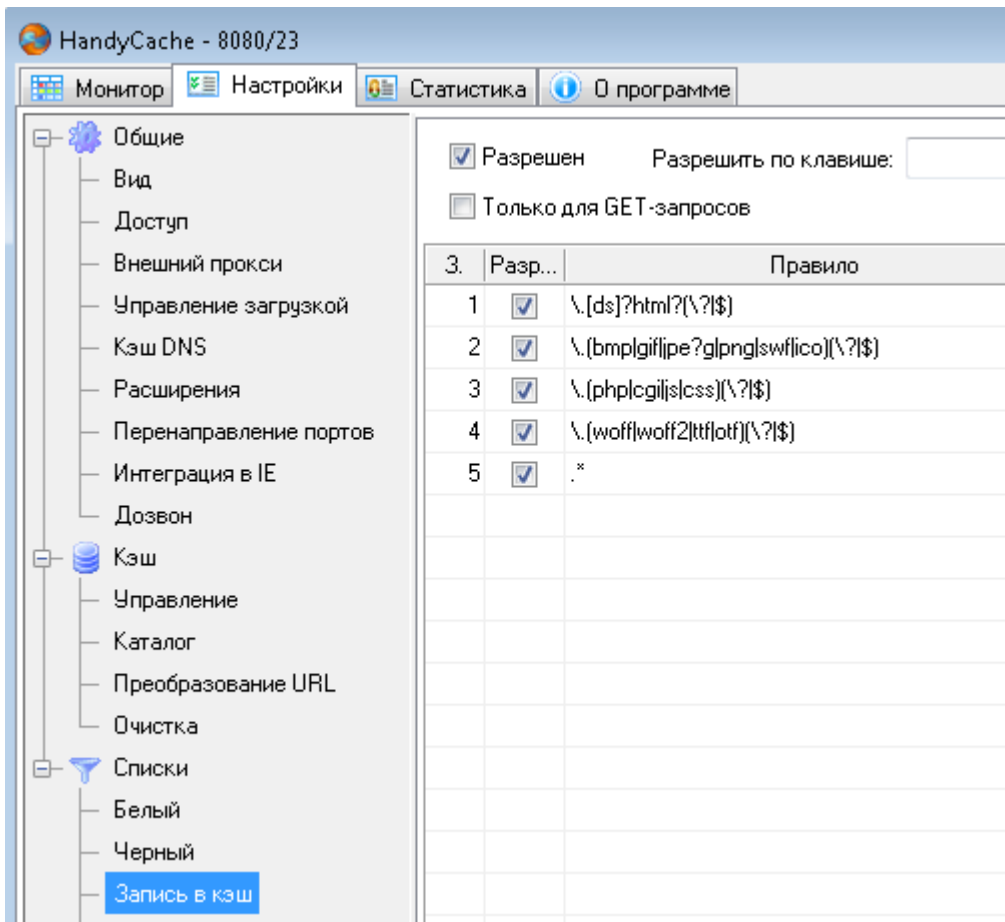 HandyCache - 8080/23
Монитор Настройки Статистика О программе
Общие
Вид
Доступ
Внешний прокси
Управление загрузкой
Кэш DNS
Расширения
Перенаправление портов
Интеграция в IE
Дозвон
Кэш
Управление
Каталог
Преобразование URL
Очистка
Списки
Белый
Черный
Запись в кэш
Разрешен Разрешить по клавише:
Только для GET-запросов
З. Разр... Правило
1 \.[ds]?html?(\?|$)
2 \.(bmp|gif|jpe?g|png|swf|ico)(\?|$)
3 \.(php|cgi|js|css)(\?|$)
4 \.(woff|woff2|ttf|otf)(\?|$)
5 .*